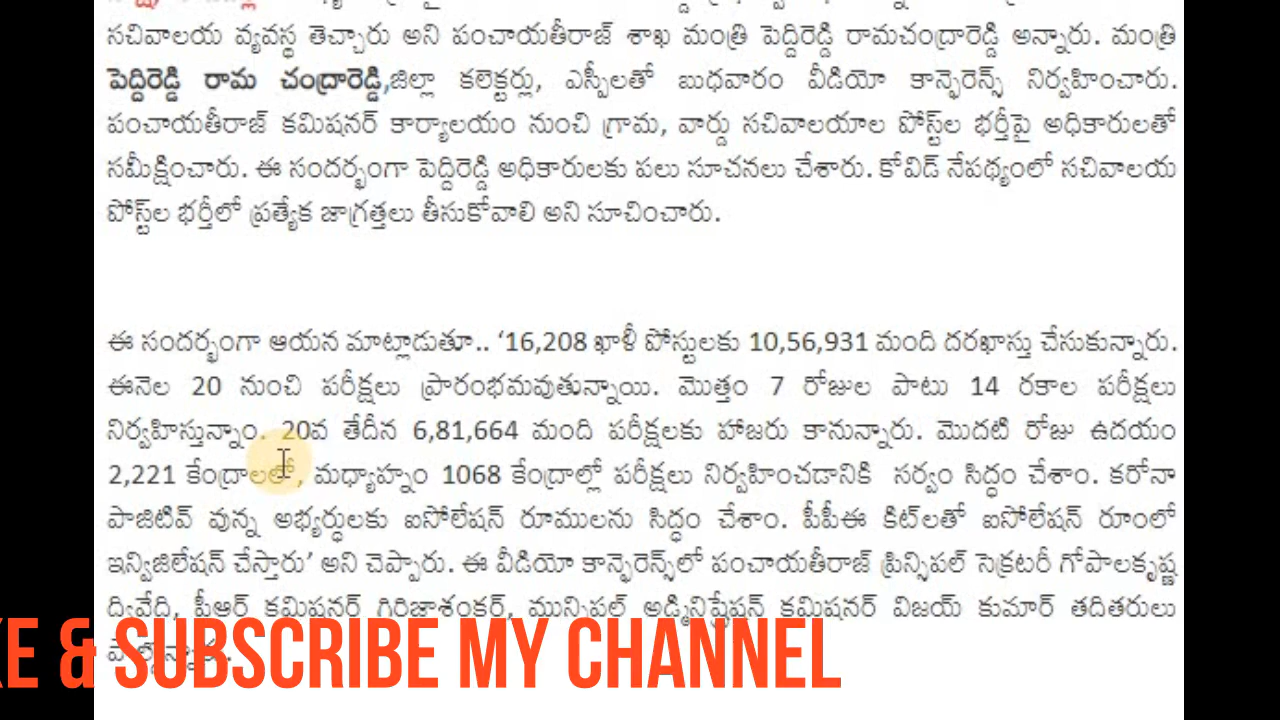 సచివాలయ వ్యవస్థ తెచ్చారు అని పంచాయతీరాజ్ శాఖ మంత్రి పెద్దిరెడ్డి రామచంద్రారెడ్డి అన్నారు. మంత్రి
పెద్దిరెడ్డి రామ చంద్రారెడ్డి,జిల్లా కలెక్టర్లు, ఎస్పీలతో బుధవారం వీడియో కాన్ఫెరెన్స్ నిర్వహించారు.
పంచాయతీరాజ్ కమిషనర్ కార్యాలయం నుంచి గ్రామ, వార్డు సచివాలయాల పోస్ట్‌ల భర్తీపై అధికారులతో
సమీక్షించారు. ఈ సందర్భంగా పెద్దిరెడ్డి అధికారులకు పలు సూచనలు చేశారు. కోవిడ్ నేపథ్యంలో సచివాలయ
పోస్ట్‌ల భర్తీలో ప్రత్యేక జాగ్రత్తలు తీసుకోవాలి అని సూచించారు.
ఈ సందర్భంగా ఆయన మాట్లాడుతూ.. ‘16,208 ఖాళీ పోస్టులకు 10,56,931 మంది దరఖాస్తు చేసుకున్నారు.
ఈనెల 20 నుంచి పరీక్షలు ప్రారంభమవుతున్నాయి. మొత్తం 7 రోజుల పాటు 14 రకాల పరీక్షలు
నిర్వహిస్తున్నాం. 20వ తేదీన 6,81,664 మంది పరీక్షలకు హాజరు కానున్నారు. మొదటి రోజు ఉదయం
2,221 కేంద్రాలలో, మధ్యాహ్నం 1068 కేంద్రాల్లో పరీక్షలు నిర్వహించడానికి సర్వం సిద్ధం చేశాం. కరోనా
పాజిటివ్ వున్న అభ్యర్ధులకు ఐసోలేషన్ రూములను సిద్ధం చేశాం. పీపీఈ కిట్‌లతో ఐసోలేషన్ రూంలో
ఇన్విజిలేషన్ చేస్తారు’ అని చెప్పారు. ఈ వీడియో కాన్ఫెరెన్స్‌లో పంచాయతీరాజ్ ప్రిన్సిపల్ సెక్రటరీ గోపాలకృష్ణ
ద్వివేది, పీఆర్ కమిషనర్ గిరిజాశంకర్, మున్సిపల్ అడ్మినిస్ట్రేషన్ కమిషనర్ విజయ్ కుమార్ తదితరులు
KE & SUBSCRIBE MY CHANNEL